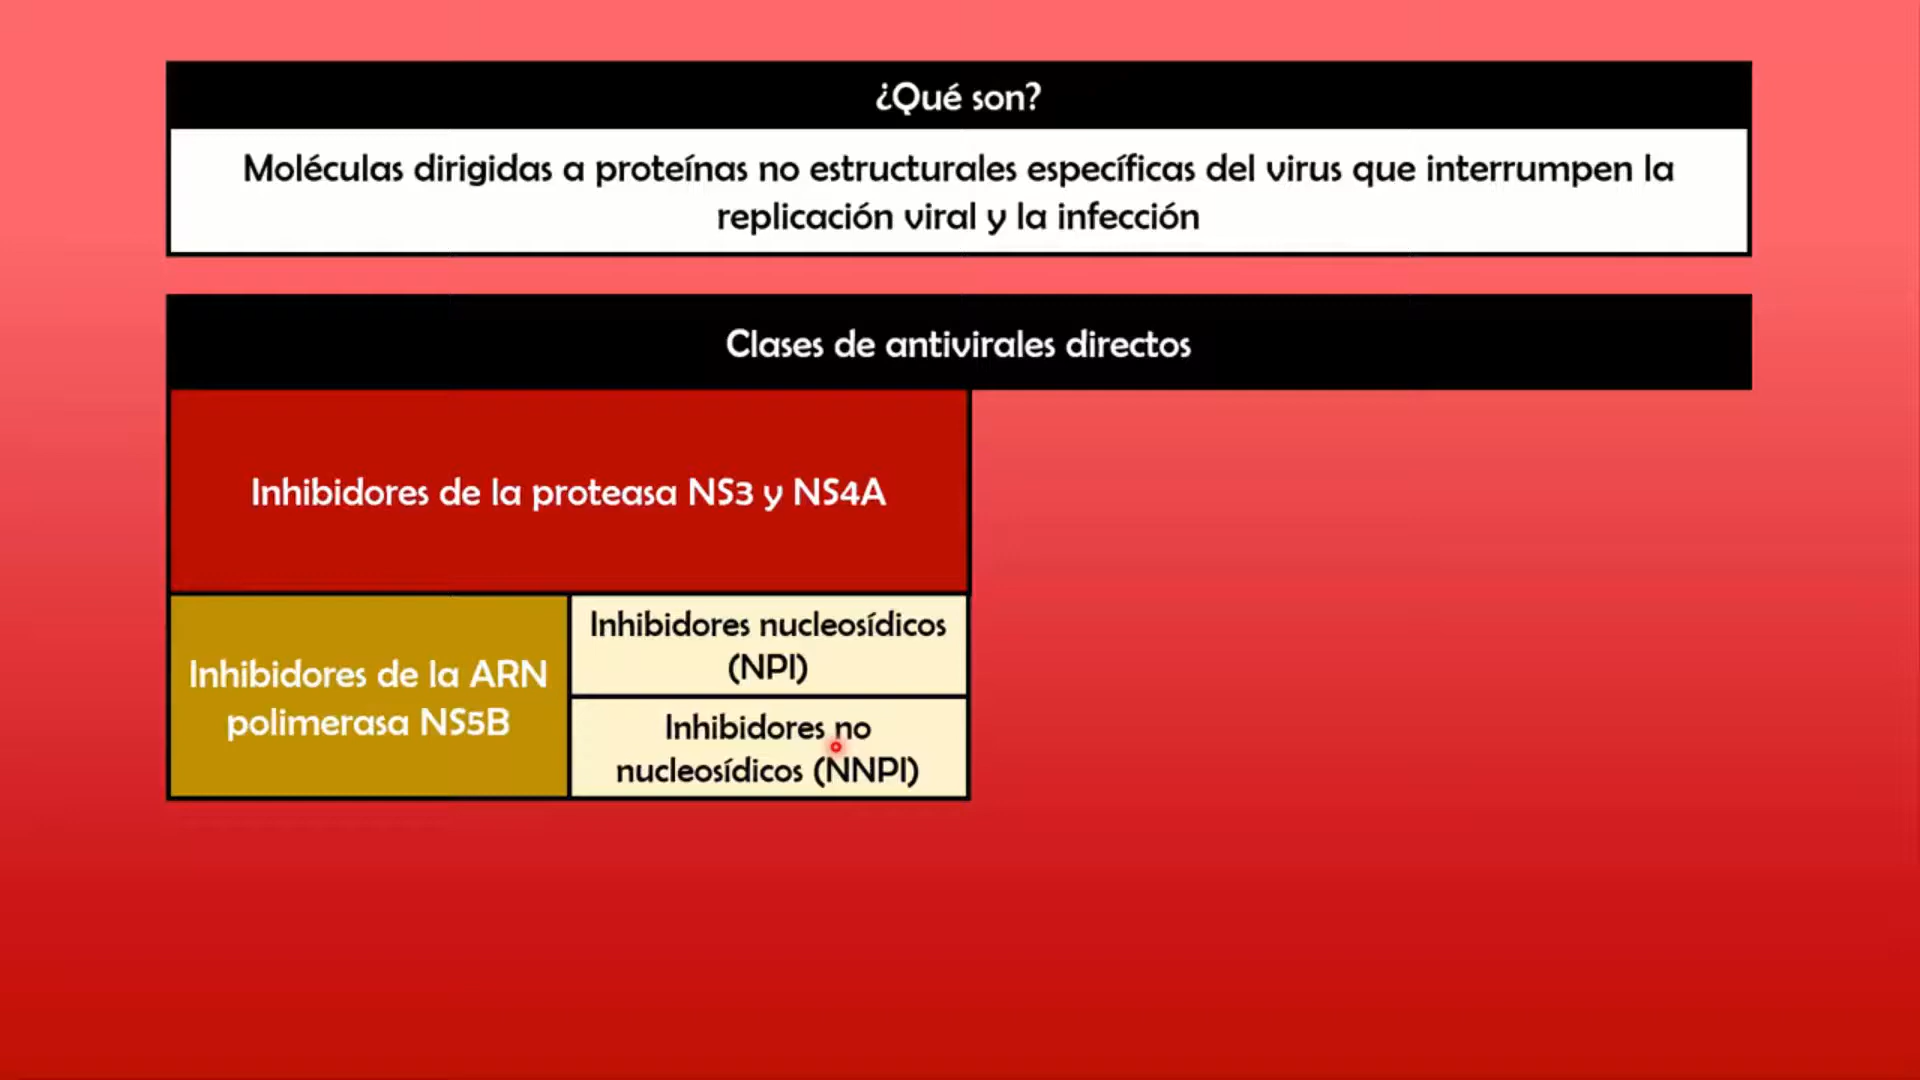 ¿Qué son?
Moléculas dirigidas a proteínas no estructurales específicas del virus que interrumpen la
replicación viral y la infección
Clases de antivirales directos
Inhibidores de la proteasa NS3 y NS4A
Inhibidores de la ARN
polimerasa NS5B
Inhibidores nucleosídicos
(NPI)
Inhibidores no
nucleosídicos (NNPI)